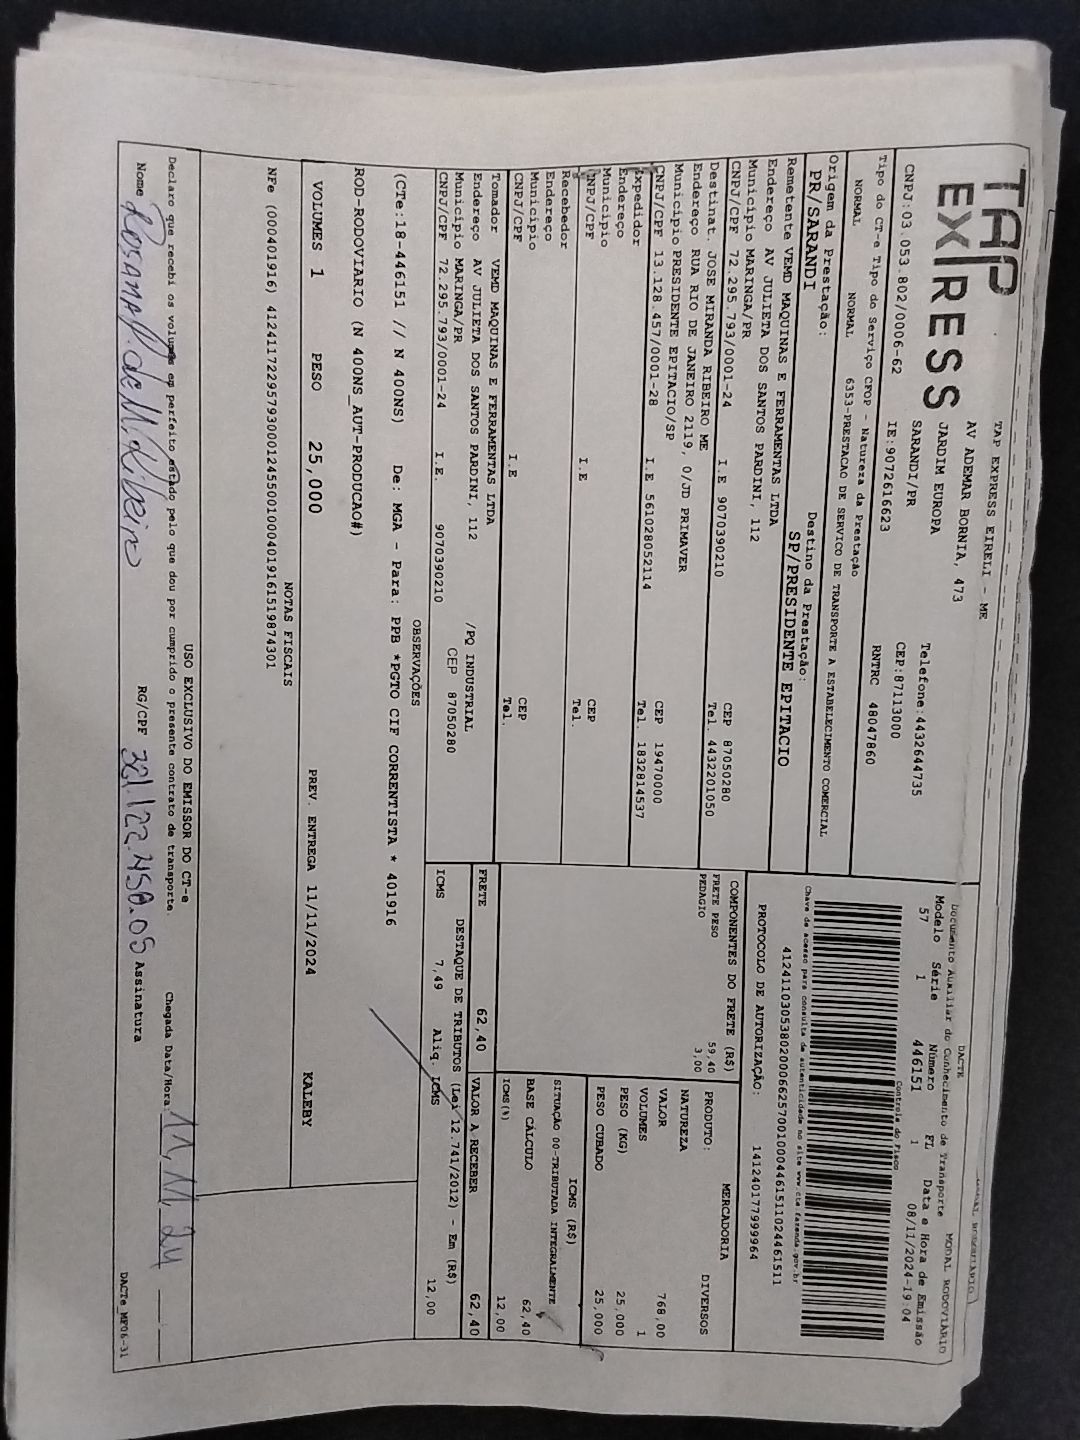 TAP EXPRESS
TAP EXPRESS EIRELI - ME
AV ADEMAR BORNIA, 473
JARDIM EUROPA
SARANDI/PR
Telefone:4432644735
CEP:87113000
CNPJ:03.053.802/0006-62 IE:9072616623
DACTE
Documento Auxiliar do Conhecimento de Transporte MODAL RODOVIÁRIO
Modelo Série Número FL Data e Hora de Emissão
57 1 446151 1 08/11/2024-19:04
Controle do Fisco
Tipo do CT-e Tipo do Serviço CFOP - Natureza da Prestação RNTRC 48047860
NORMAL NORMAL 6353-PRESTACAO DE SERVICO DE TRANSPORTE A ESTABELECIMENTO COMERCIAL
Origem da Prestação: Destino da Prestação:
PR/SARANDI SP/PRESIDENTE EPITACIO
Chave de acesso para consulta de autenticidade no site www.cte.fazenda.gov.br
41241103053802000662570010004461511024461511
PROTOCOLO DE AUTORIZAÇÃO: 141240177999964
Remetente VEMD MAQUINAS E FERRAMENTAS LTDA
Endereço AV JULIETA DOS SANTOS PARDINI, 112
Município MARINGA/PR CEP 87050280
CNPJ/CPF 72.295.793/0001-24 I.E 9070390210 Tel. 4432201050
Destinat. JOSE MIRANDA RIBEIRO ME
Endereço RUA RIO DE JANEIRO 2119, 0/JD PRIMAVER
Município PRESIDENTE EPITACIO/SP CEP 19470000
CNPJ/CPF 13.128.457/0001-28 I.E 561028052114 Tel. 1832814537
Expedidor
Endereço
Município CEP
CNPJ/CPF I.E Tel.
Recebedor
Endereço
Município CEP
CNPJ/CPF I.E Tel.
Tomador VEMD MAQUINAS E FERRAMENTAS LTDA
Endereço AV JULIETA DOS SANTOS PARDINI, 112 /PQ INDUSTRIAL
Município MARINGA/PR CEP 87050280
CNPJ/CPF 72.295.793/0001-24 I.E. 9070390210
COMPONENTES DO FRETE (R$)
FRETE PESO 59,40
PEDAGIO 3,00
PRODUTO: MERCADORIA
NATUREZA DIVERSOS
VALOR 768,00
VOLUMES 1
PESO (KG) 25,000
PESO CUBADO 25,000
ICMS (R$)
SITUAÇÃO 00-TRIBUTADA INTEGRALMENTE
BASE CÁLCULO 62,40
ICMS(%) 12,00
FRETE 62,40 VALOR A RECEBER 62,40
DESTAQUE DE TRIBUTOS (Lei 12.741/2012) - Em (R$)
ICMS 7,49 Aliq. ICMS 12,00
OBSERVAÇÕES
(CTe:18-446151 // N 400NS) De: MGA - Para: PPB *PGTO CIF CORRENTISTA * 401916
ROD-RODOVIARIO (N 400NS_AUT-PRODUCAO#)
VOLUMES 1 PESO 25,000 PREV. ENTREGA 11/11/2024 KALEBY
NOTAS FISCAIS
NFe (000401916) 41241172295793000124550010004019161519874301
USO EXCLUSIVO DO EMISSOR DO CT-e
Declaro que recebi os volumes em perfeito estado pelo que dou por cumprido o presente contrato de transporte. Chegada Data/Hora 11, 11, 24
Nome Rosana P. de M. Ribeiro RG/CPF 321.122.458.05 Assinatura
DACTe_MF06-31